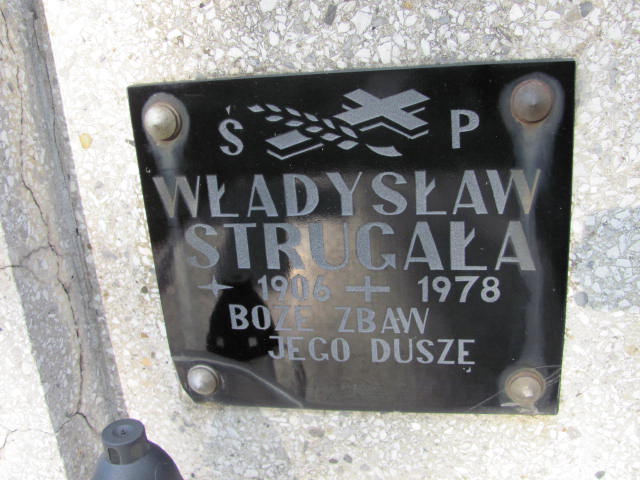 Ś P
WŁADYSŁAW
STRUGAŁA
1906 1978
BOŻE ZBAW
JEGO DUSZĘ